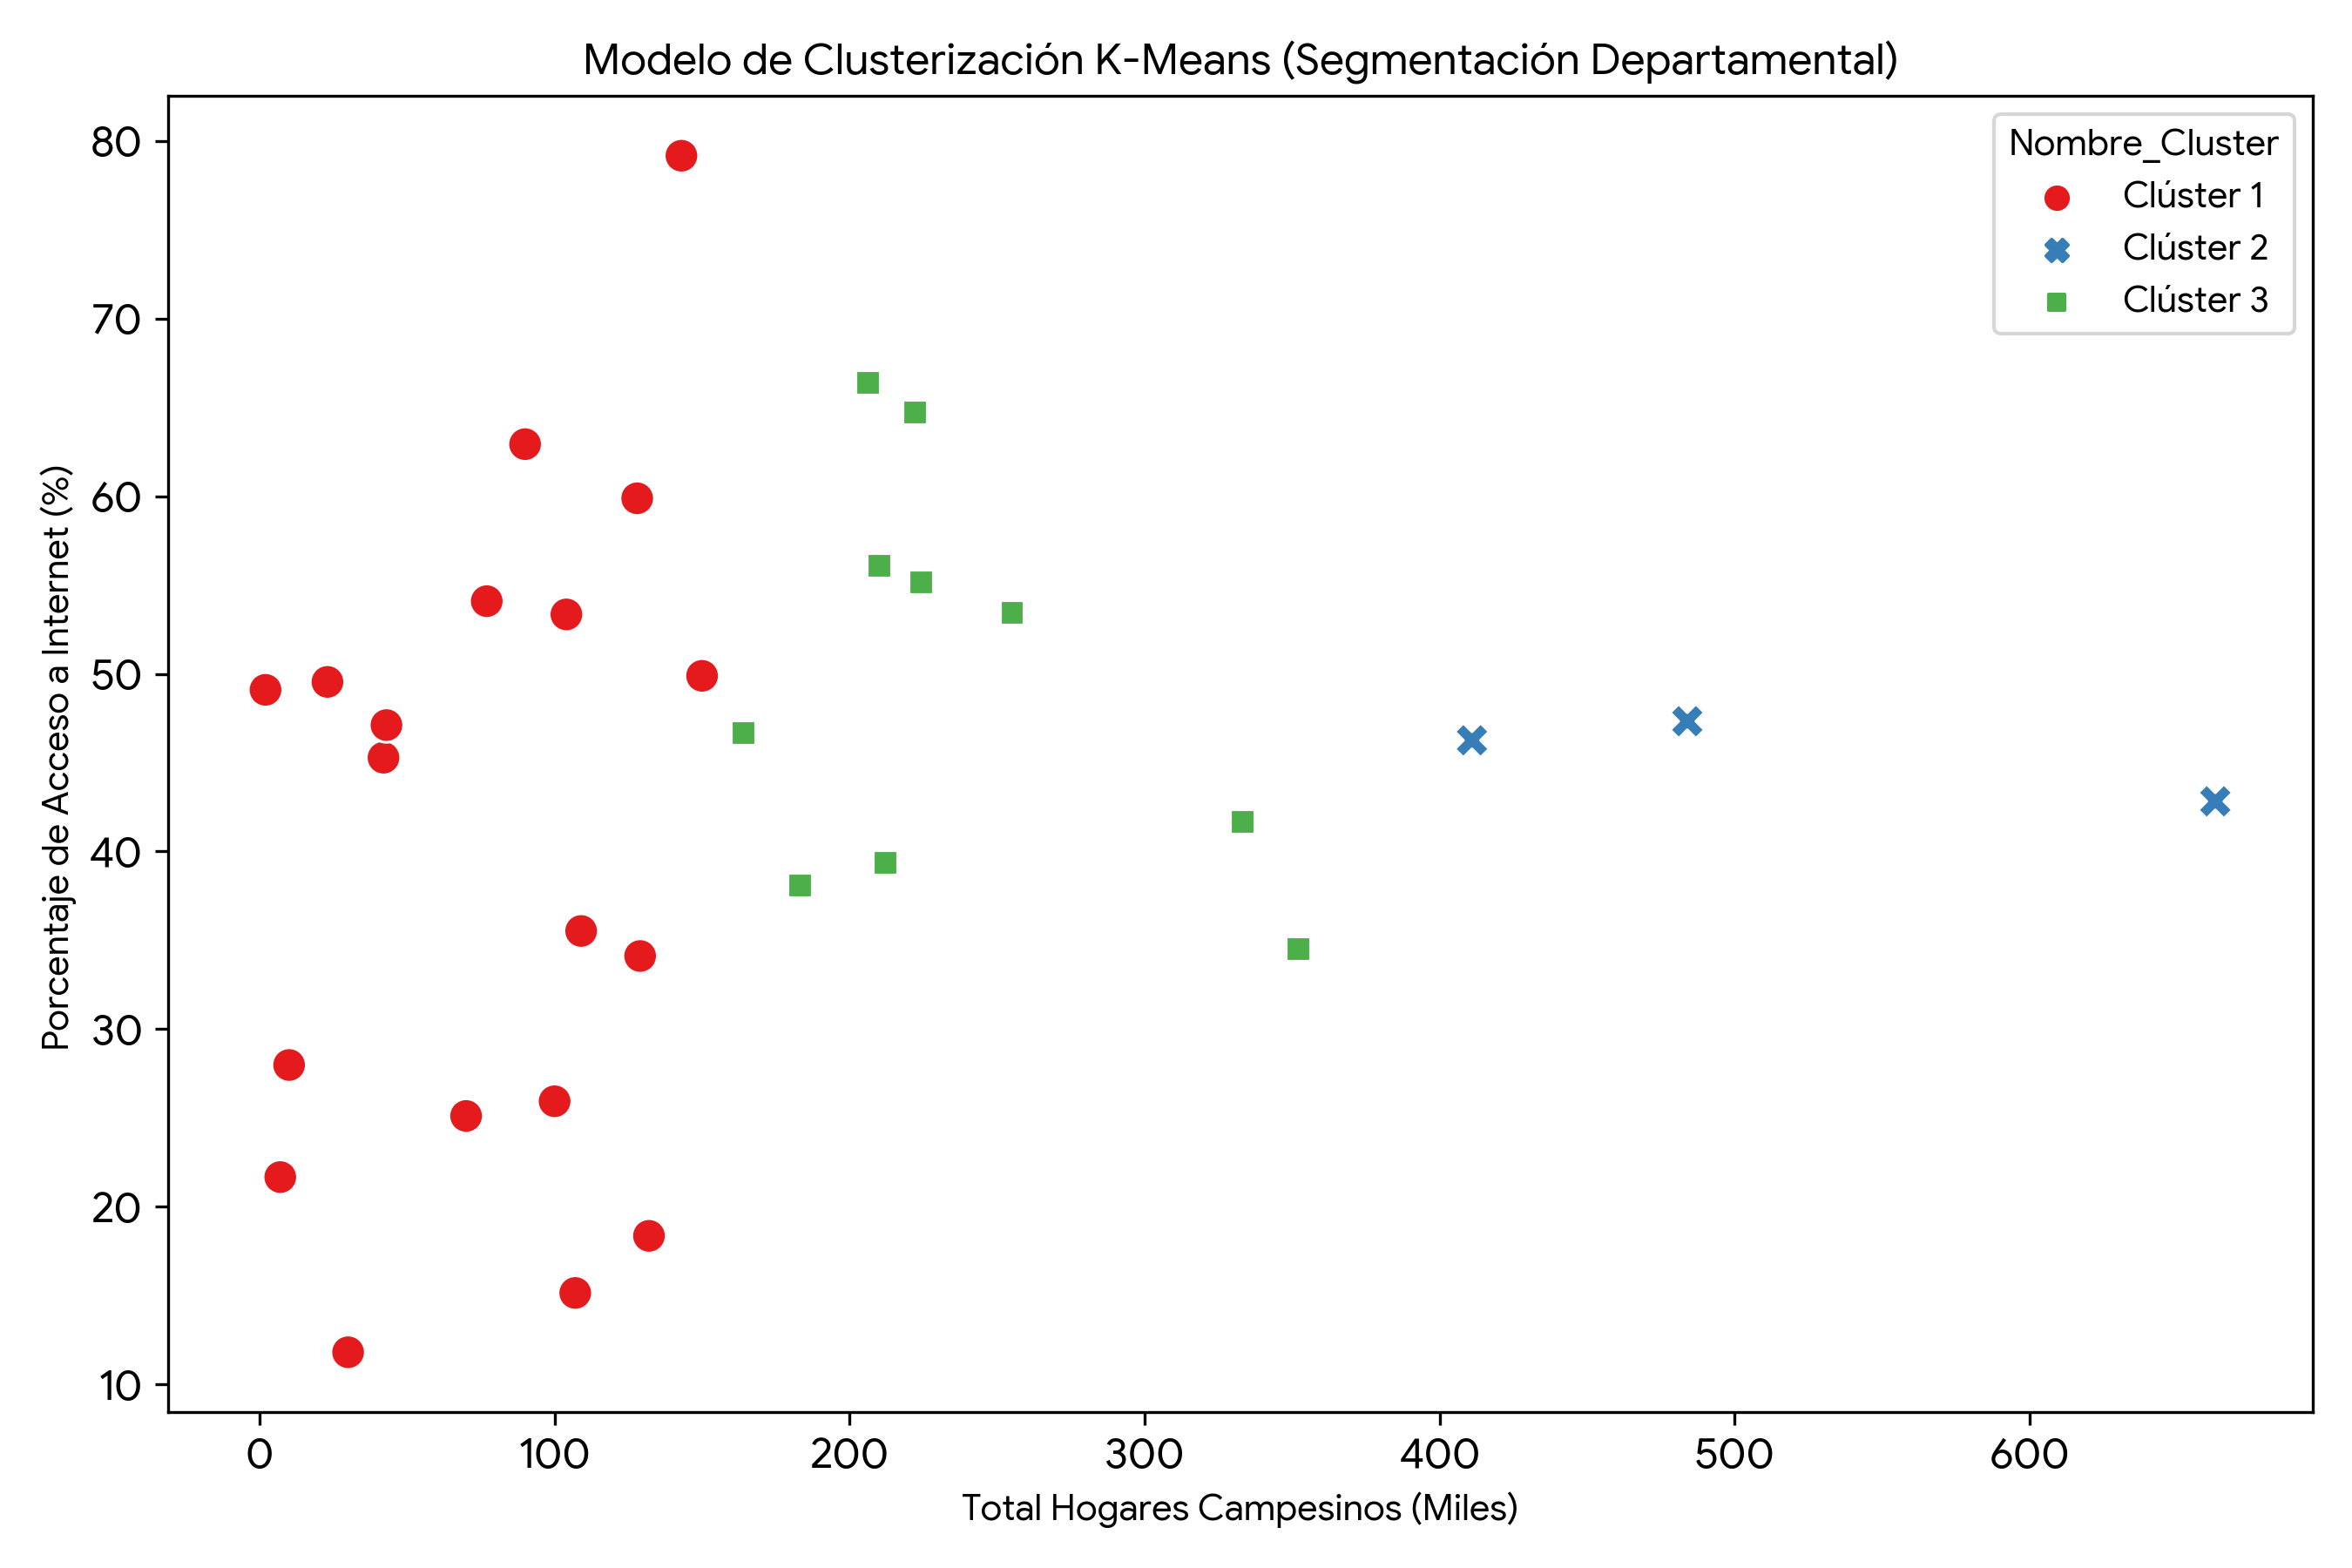 Modelo de Clusterización K-Means (Segmentación Departamental)
Nombre_Cluster
Clúster 1
Clúster 2
Clúster 3
Porcentaje de Acceso a Internet (%)
80
70
60
50
40
30
20
10
0 100 200 300 400 500 600
Total Hogares Campesinos (Miles)